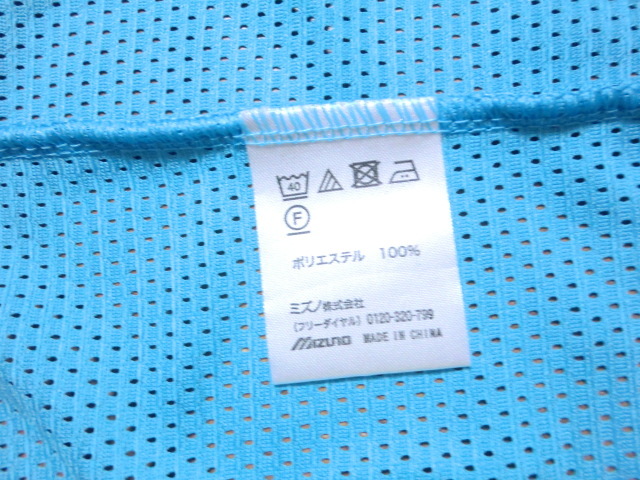 40
F
ポリエステル 100%
ミズノ株式会社
(フリーダイヤル) 0120-320-799
Mizuno MADE IN CHINA